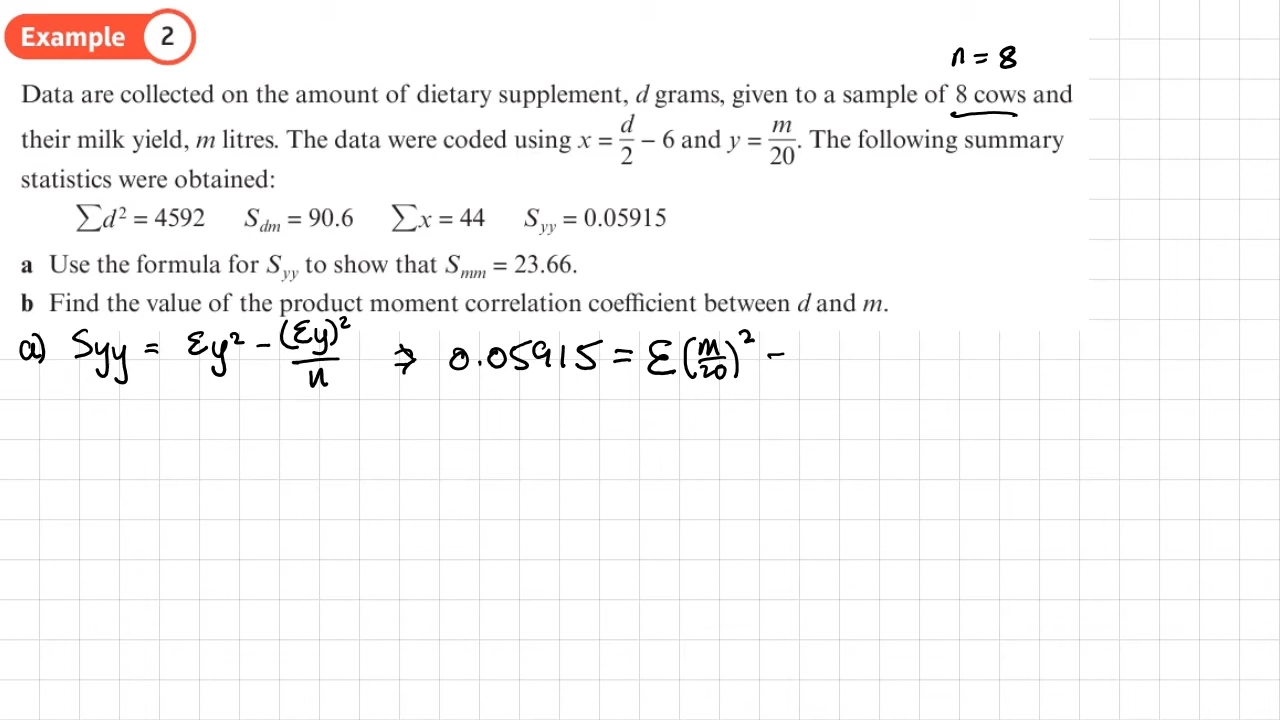 Example 2
n = 8
Data are collected on the amount of dietary supplement, d grams, given to a sample of 8 cows and
their milk yield, m litres. The data were coded using x = d/2 − 6 and y = m/20. The following summary
statistics were obtained:
∑d² = 4592 S_dm = 90.6 ∑x = 44 S_yy = 0.05915
a Use the formula for S_yy to show that S_mm = 23.66.
b Find the value of the product moment correlation coefficient between d and m.
a) Syy = Σy² − (Σy)²/n ⇒ 0.05915 = Σ(m/20)² −